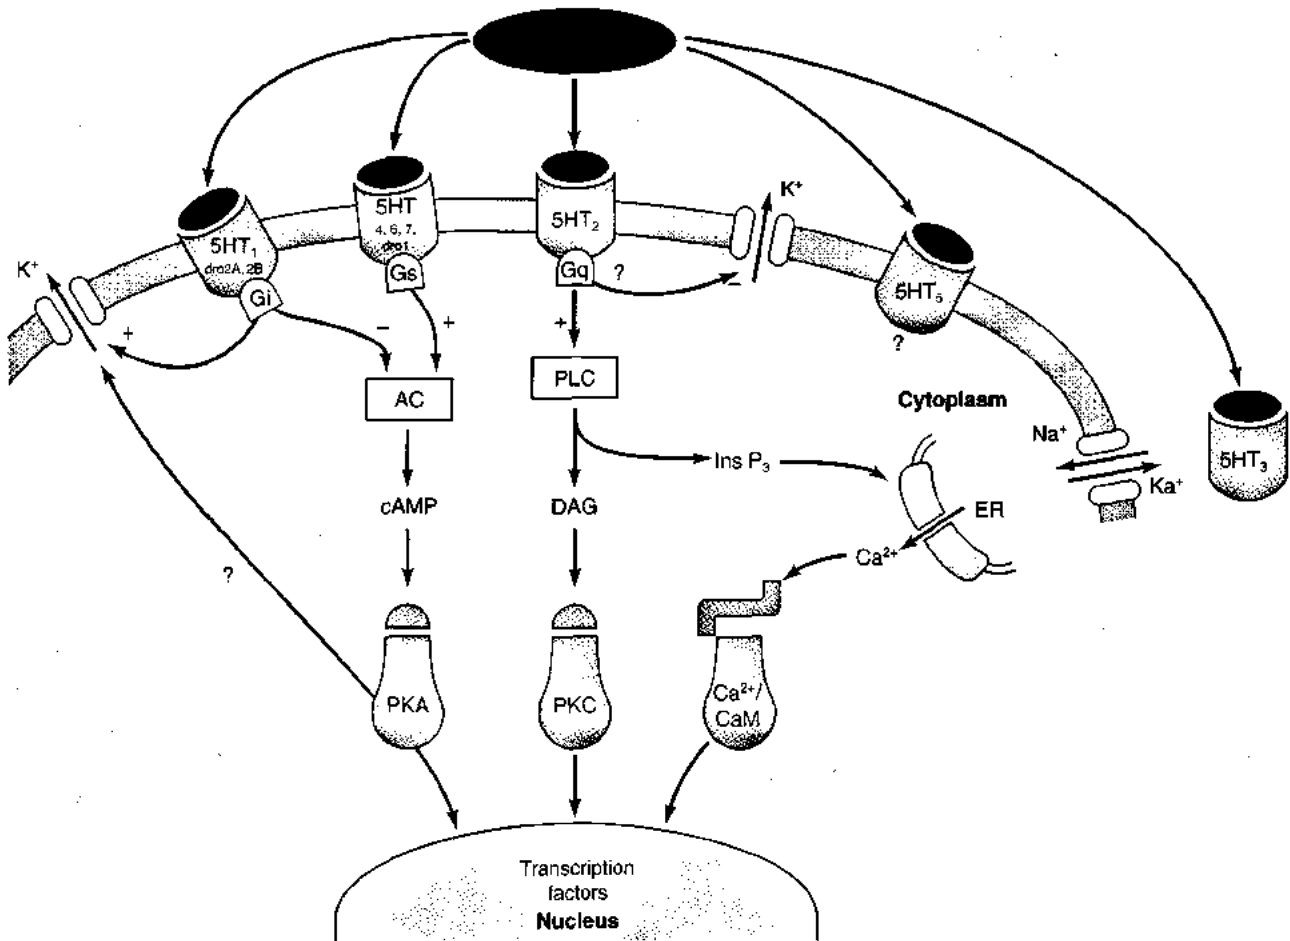 K⁺
5HT₁
dro2A, 2B
Gi
+
−
5HT
4, 6, 7,
dro1
Gs
+
5HT₂
Gq
?
−
+
K⁺
5HT₅
?
5HT₃
AC
PLC
Cytoplasm
Na⁺
Ka⁺
Ins P₃
ER
Ca²⁺
cAMP
DAG
?
PKA
PKC
Ca²⁺/
CaM
Transcription
factors
Nucleus